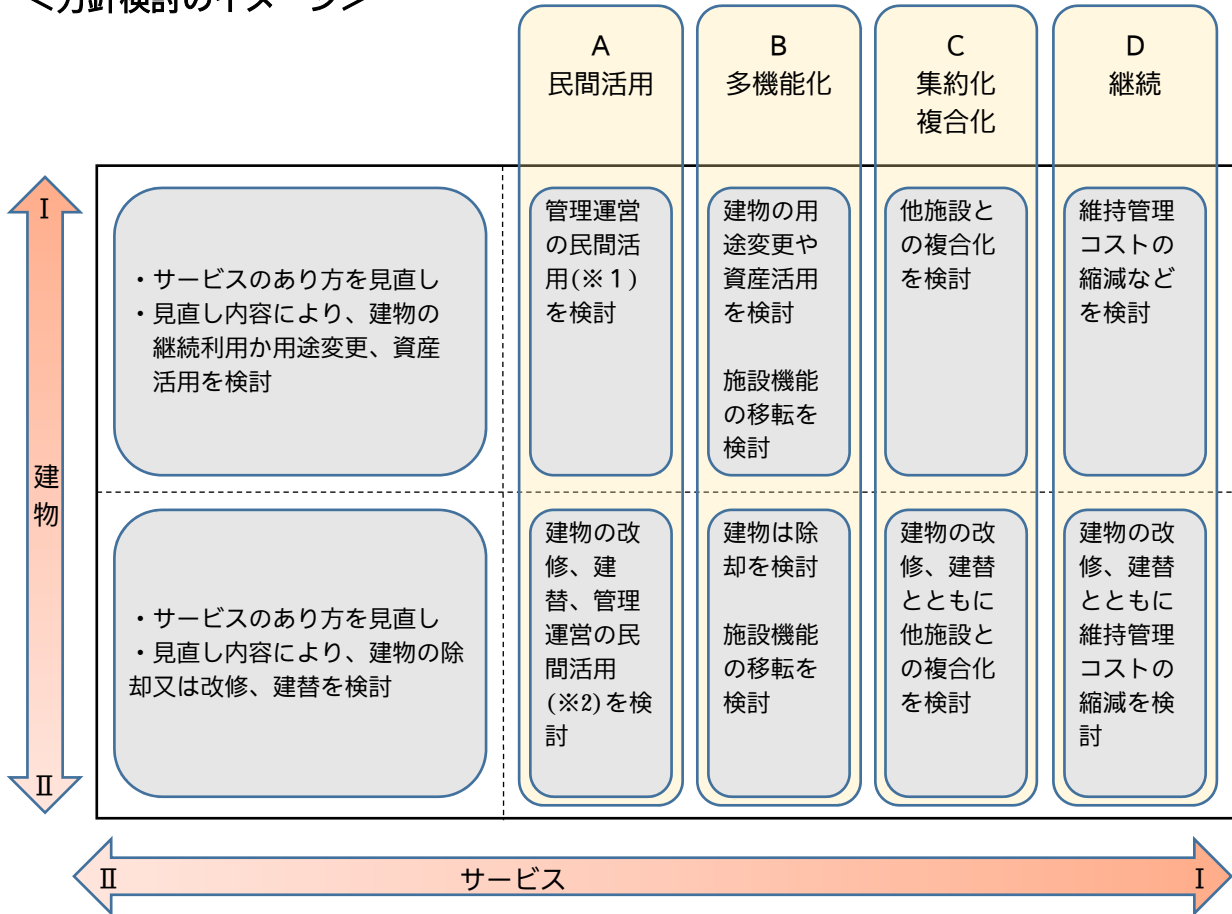 ＜方針検討のイメージ＞
A
民間活用
B
多機能化
C
集約化
複合化
D
継続
Ⅰ
建
物
Ⅱ
・サービスのあり方を見直し
・見直し内容により、建物の
継続利用か用途変更、資産
活用を検討
管理運営
の民間活
用(※１)
を検討
建物の用
途変更や
資産活用
を検討
施設機能
の移転を
検討
他施設と
の複合化
を検討
維持管理
コストの
縮減など
を検討
・サービスのあり方を見直し
・見直し内容により、建物の除
却又は改修、建替を検討
建物の改
修、建
替、管理
運営の民
間活用
(※2)を検
討
建物は除
却を検討
施設機能
の移転を
検討
建物の改
修、建替
とともに
他施設と
の複合化
を検討
建物の改
修、建替
とともに
維持管理
コストの
縮減を検
討
Ⅱ
サービス
Ⅰ